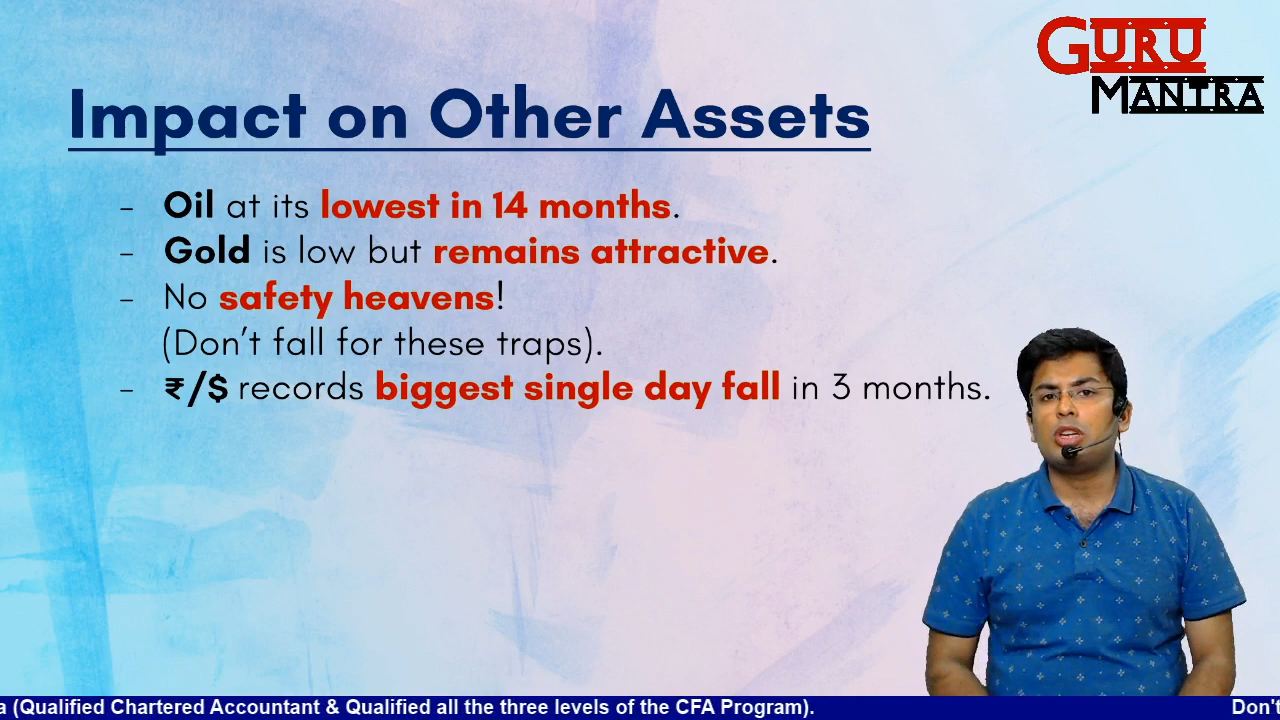 GURU
MANTRA
Impact on Other Assets
- Oil at its lowest in 14 months.
- Gold is low but remains attractive.
- No safety heavens!
(Don’t fall for these traps).
- ₹/$ records biggest single day fall in 3 months.
a (Qualified Chartered Accountant & Qualified all the three levels of the CFA Program). Don't